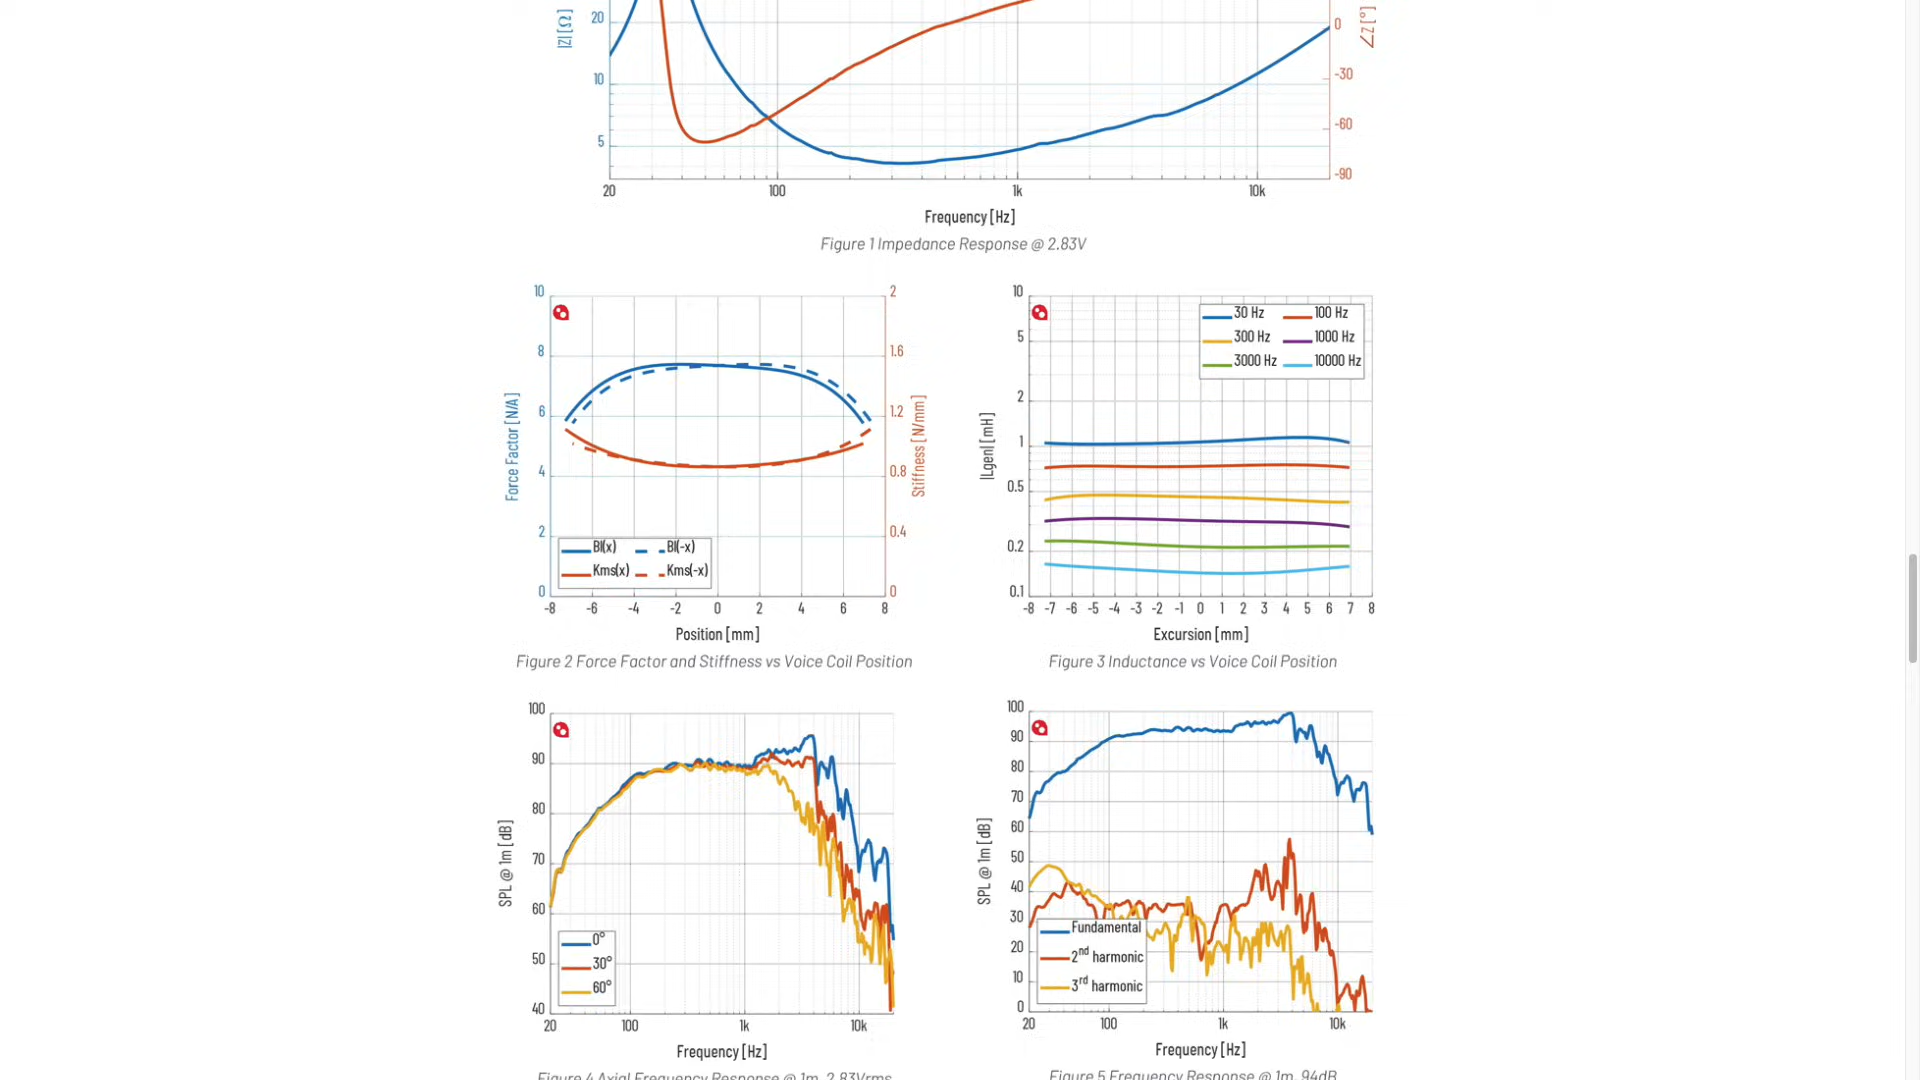 |Z| [Ω]
20
10
5
0
-30
-60
-90
∠Z [°]
20 100 1k 10k
Frequency [Hz]
Figure 1 Impedance Response @ 2.83V
10
8
6
4
2
0
Force Factor [N/A]
2
1.6
1.2
0.8
0.4
0
Stiffness [N/mm]
Bl(x) Bl(-x)
Kms(x) Kms(-x)
-8 -6 -4 -2 0 2 4 6 8
Position [mm]
Figure 2 Force Factor and Stiffness vs Voice Coil Position
10
5
2
1
0.5
0.2
0.1
|Lgen| [mH]
30 Hz 100 Hz
300 Hz 1000 Hz
3000 Hz 10000 Hz
-8 -7 -6 -5 -4 -3 -2 -1 0 1 2 3 4 5 6 7 8
Excursion [mm]
Figure 3 Inductance vs Voice Coil Position
100
90
80
70
60
50
40
SPL @ 1m [dB]
0°
30°
60°
20 100 1k 10k
Frequency [Hz]
Figure 4 Axial Frequency Response @ 1m, 2.83Vrms
100
90
80
70
60
50
40
30
20
10
0
SPL @ 1m [dB]
Fundamental
2nd harmonic
3rd harmonic
20 100 1k 10k
Frequency [Hz]
Figure 5 Frequency Response @ 1m, 94dB